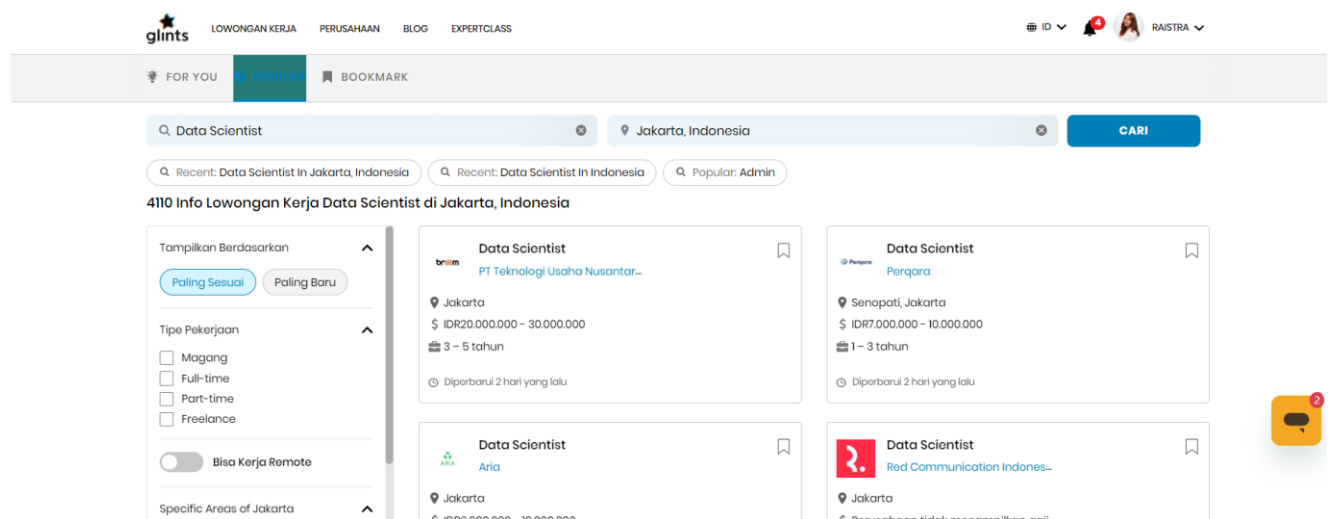 glints LOWONGAN KERJA PERUSAHAAN BLOG EXPERTCLASS ID 4 RAISTRA
FOR YOU BOOKMARK
Data Scientist Jakarta, Indonesia CARI
Recent: Data Scientist In Jakarta, Indonesia Recent: Data Scientist In Indonesia Popular: Admin
4110 Info Lowongan Kerja Data Scientist di Jakarta, Indonesia
Tampilkan Berdasarkan
Paling Sesuai Paling Baru
Tipe Pekerjaan
Magang
Full-time
Part-time
Freelance
Bisa Kerja Remote
Specific Areas of Jakarta
Data Scientist
PT Teknologi Usaha Nusantar...
Jakarta
$ IDR20.000.000 - 30.000.000
3 – 5 tahun
Diperbarui 2 hari yang lalu
Data Scientist
Perqara
Perqara
Senopati, Jakarta
$ IDR7.000.000 - 10.000.000
1 – 3 tahun
Diperbarui 2 hari yang lalu
Data Scientist
ARIA
Aria
Jakarta
Data Scientist
Red Communication Indones...
Jakarta
2